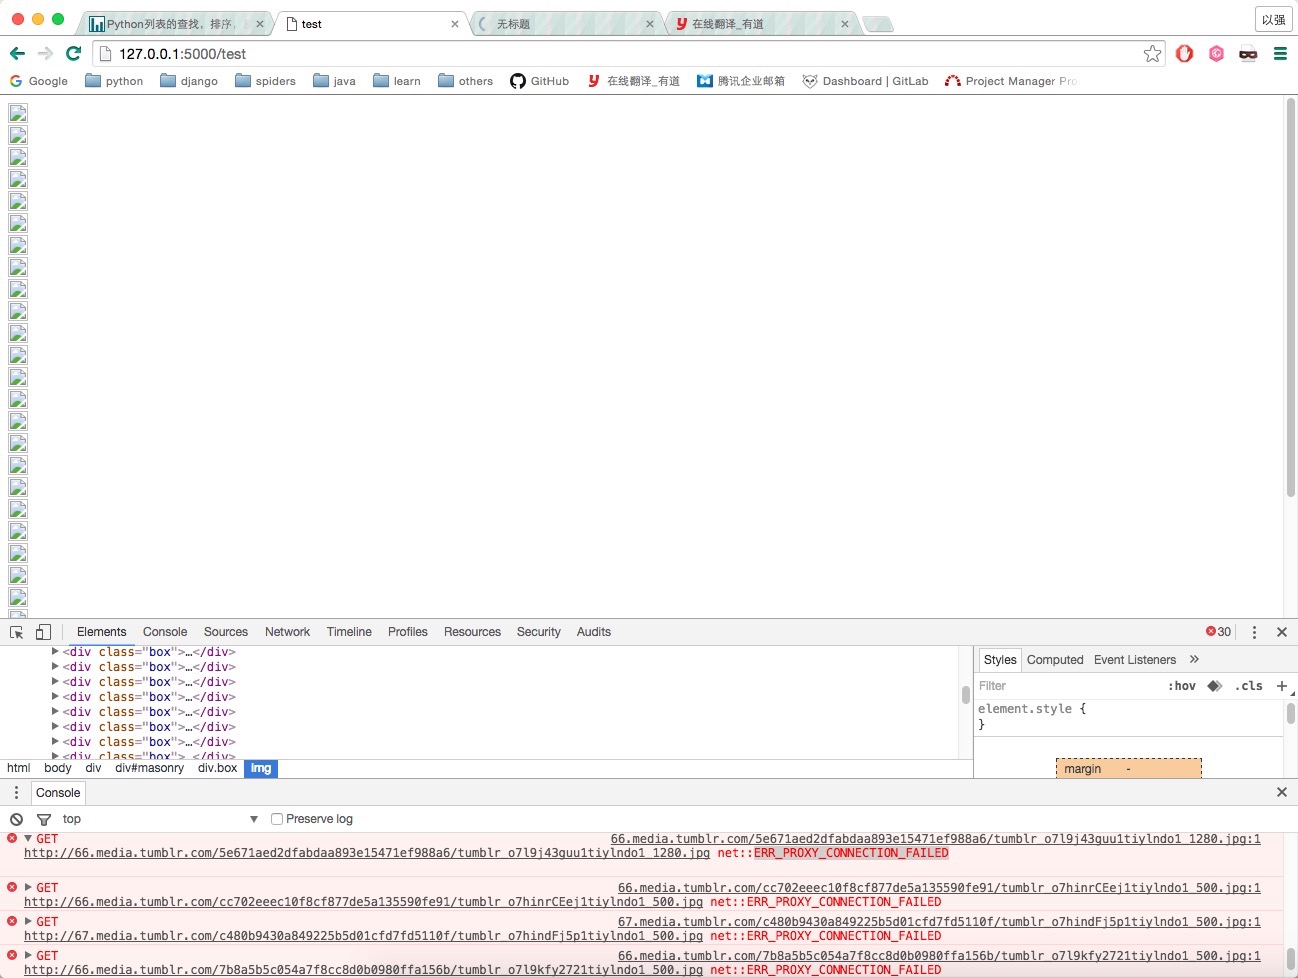 Python列表的查找，排序，
test
无标题
在线翻译_有道
以强
127.0.0.1:5000/test
Google python django spiders java learn others GitHub 在线翻译_有道 腾讯企业邮箱 Dashboard | GitLab Project Manager Pro
Elements Console Sources Network Timeline Profiles Resources Security Audits 30
<div class="box">…</div>
<div class="box">…</div>
<div class="box">…</div>
<div class="box">…</div>
<div class="box">…</div>
<div class="box">…</div>
<div class="box">…</div>
<div class="box">…</div>
html body div div#masonry div.box img
Styles Computed Event Listeners »
Filter :hov .cls +
element.style {
}
margin -
Console
top Preserve log
GET 66.media.tumblr.com/5e671aed2dfabdaa893e15471ef988a6/tumblr_o7l9j43guu1tiylndo1_1280.jpg:1
http://66.media.tumblr.com/5e671aed2dfabdaa893e15471ef988a6/tumblr_o7l9j43guu1tiylndo1_1280.jpg net::ERR_PROXY_CONNECTION_FAILED
GET 66.media.tumblr.com/cc702eeec10f8cf877de5a135590fe91/tumblr_o7hinrCEej1tiylndo1_500.jpg:1
http://66.media.tumblr.com/cc702eeec10f8cf877de5a135590fe91/tumblr_o7hinrCEej1tiylndo1_500.jpg net::ERR_PROXY_CONNECTION_FAILED
GET 67.media.tumblr.com/c480b9430a849225b5d01cfd7fd5110f/tumblr_o7hindFj5p1tiylndo1_500.jpg:1
http://67.media.tumblr.com/c480b9430a849225b5d01cfd7fd5110f/tumblr_o7hindFj5p1tiylndo1_500.jpg net::ERR_PROXY_CONNECTION_FAILED
GET 66.media.tumblr.com/7b8a5b5c054a7f8cc8d0b0980ffa156b/tumblr_o7l9kfy2721tiylndo1_500.jpg:1
http://66.media.tumblr.com/7b8a5b5c054a7f8cc8d0b0980ffa156b/tumblr_o7l9kfy2721tiylndo1_500.jpg net::ERR_PROXY_CONNECTION_FAILED